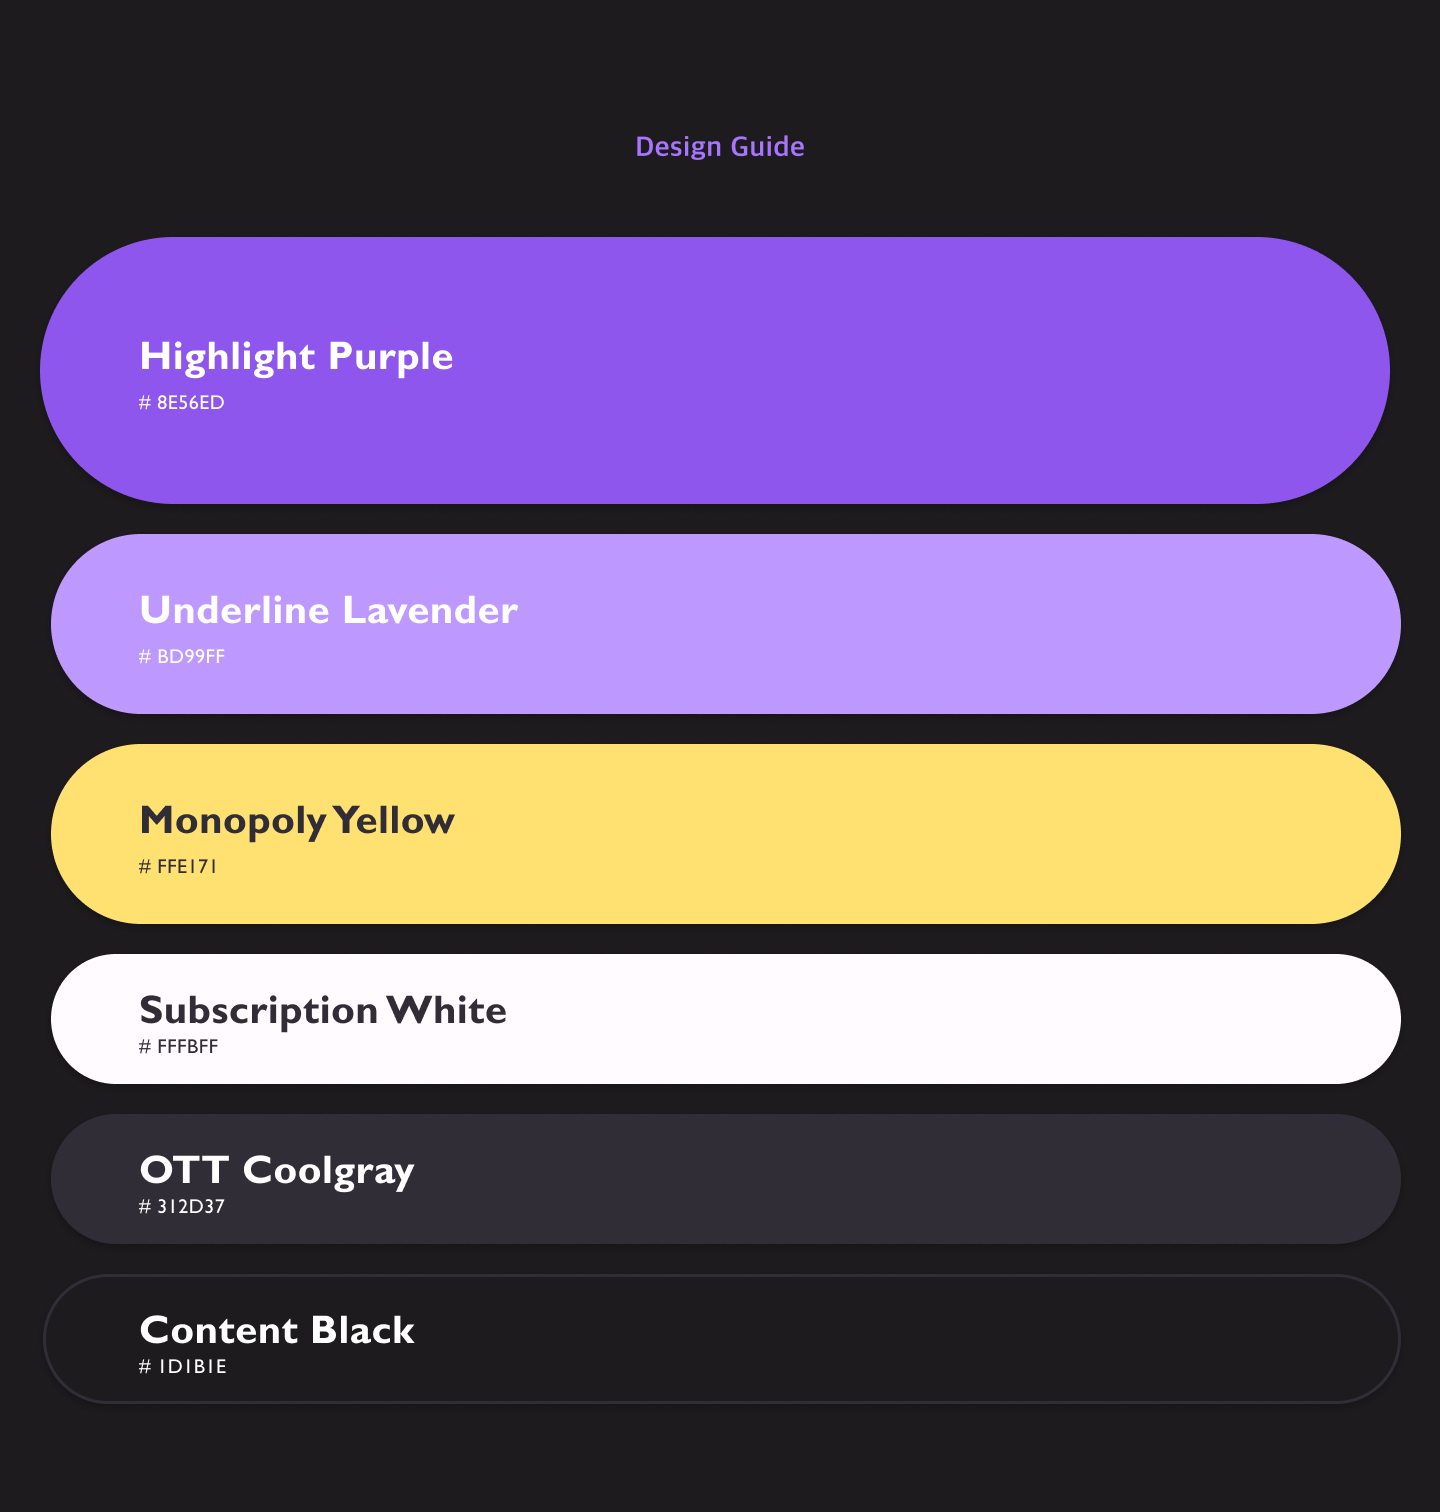 Design Guide
Highlight Purple
# 8E56ED
Underline Lavender
# BD99FF
Monopoly Yellow
# FFE171
Subscription White
# FFFBFF
OTT Coolgray
# 312D37
Content Black
# 1D1B1E